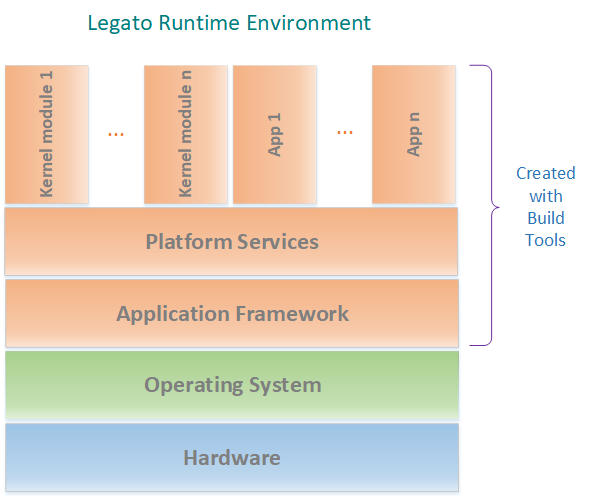 Legato Runtime Environment
Kernel module 1
...
Kernel module n
App 1
...
App n
Created
with
Build
Tools
Platform Services
Application Framework
Operating System
Hardware